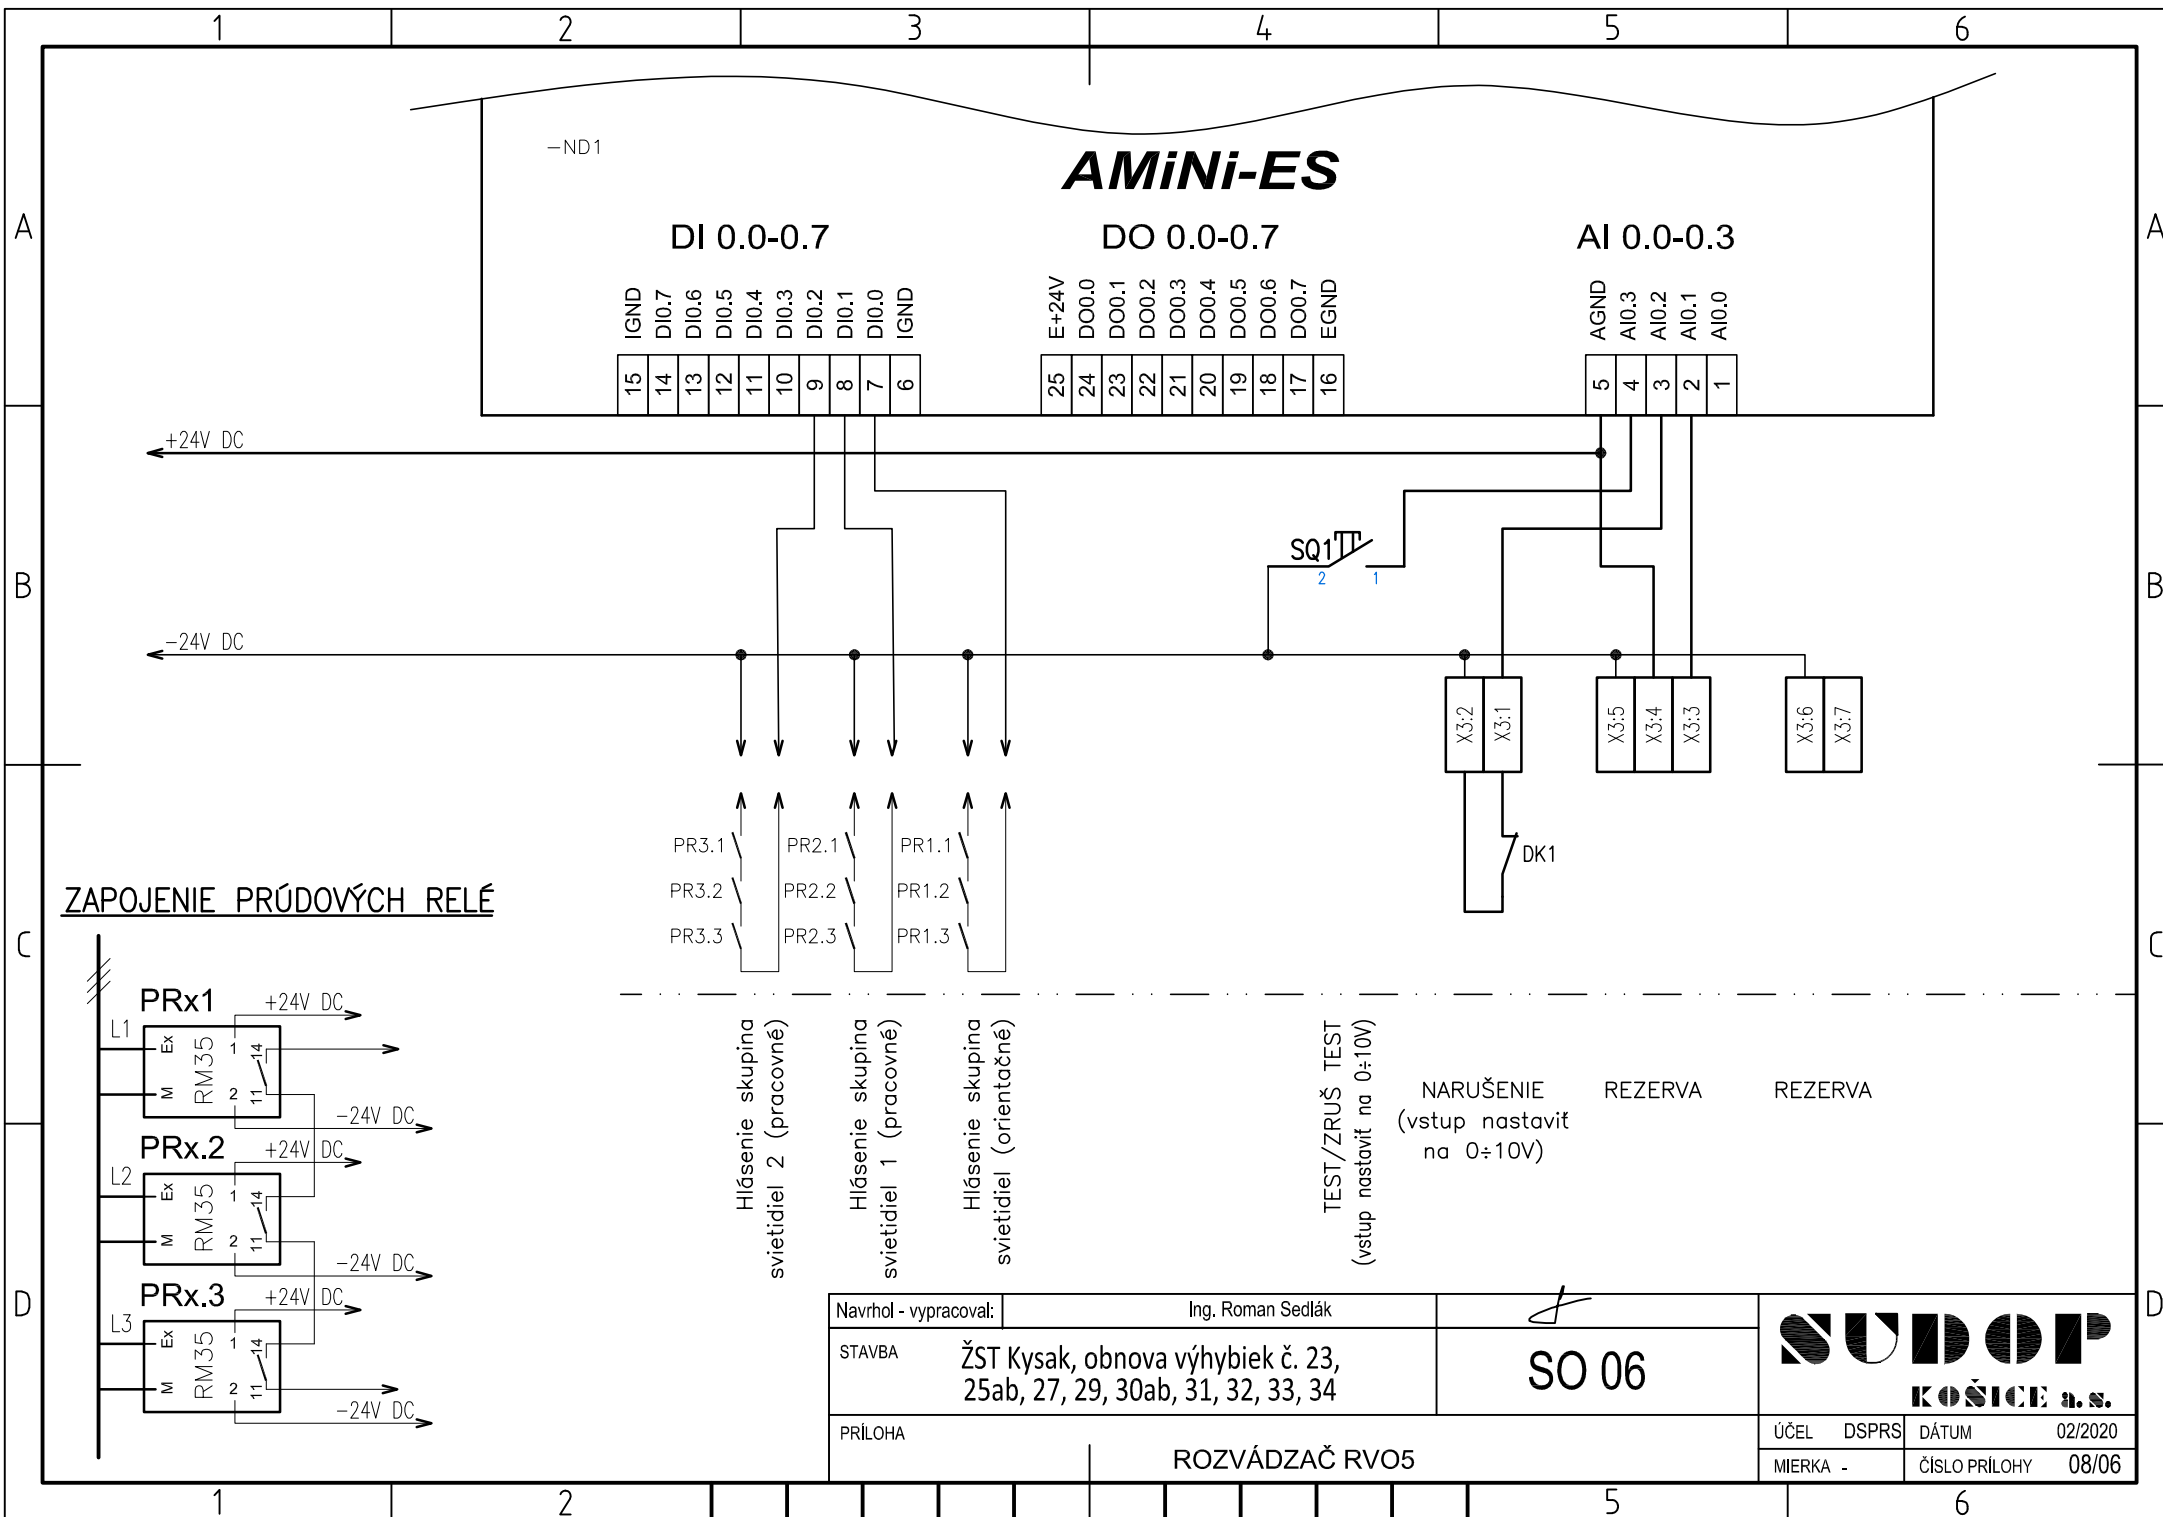 1 2 3 4 5 6
A A
B B
C C
D D
-ND1
AMiNi-ES
DI 0.0-0.7
DO 0.0-0.7
AI 0.0-0.3
IGND DI0.7 DI0.6 DI0.5 DI0.4 DI0.3 DI0.2 DI0.1 DI0.0 IGND
E+24V DO0.0 DO0.1 DO0.2 DO0.3 DO0.4 DO0.5 DO0.6 DO0.7 EGND
AGND AI0.3 AI0.2 AI0.1 AI0.0
15 14 13 12 11 10 9 8 7 6
25 24 23 22 21 20 19 18 17 16
5 4 3 2 1
+24V DC
SQ1
2 1
-24V DC
X3:2 X3:1
X3:5 X3:4 X3:3
X3:6 X3:7
PR3.1 PR2.1 PR1.1
PR3.2 PR2.2 PR1.2
PR3.3 PR2.3 PR1.3
DK1
ZAPOJENIE PRÚDOVÝCH RELÉ
PRx1
+24V DC
L1
Ex 1 14
RM35
M 2 11
-24V DC
PRx.2
+24V DC
L2
Ex 1 14
RM35
M 2 11
-24V DC
PRx.3
+24V DC
L3
Ex 1 14
RM35
M 2 11
-24V DC
Hlásenie skupina
svietidiel 2 (pracovné)
Hlásenie skupina
svietidiel 1 (pracovné)
Hlásenie skupina
svietidiel (orientačné)
TEST/ZRUŠ TEST
(vstup nastaviť na 0÷10V)
NARUŠENIE
(vstup nastaviť
na 0÷10V)
REZERVA
REZERVA
Navrhol - vypracoval: Ing. Roman Sedlák
STAVBA
ŽST Kysak, obnova výhybiek č. 23,
25ab, 27, 29, 30ab, 31, 32, 33, 34
SO 06
SUDOP
KOŠICE a. s.
PRÍLOHA
ROZVÁDZAČ RVO5
ÚČEL DSPRS
DÁTUM 02/2020
MIERKA -
ČÍSLO PRÍLOHY 08/06
1 2 5 6